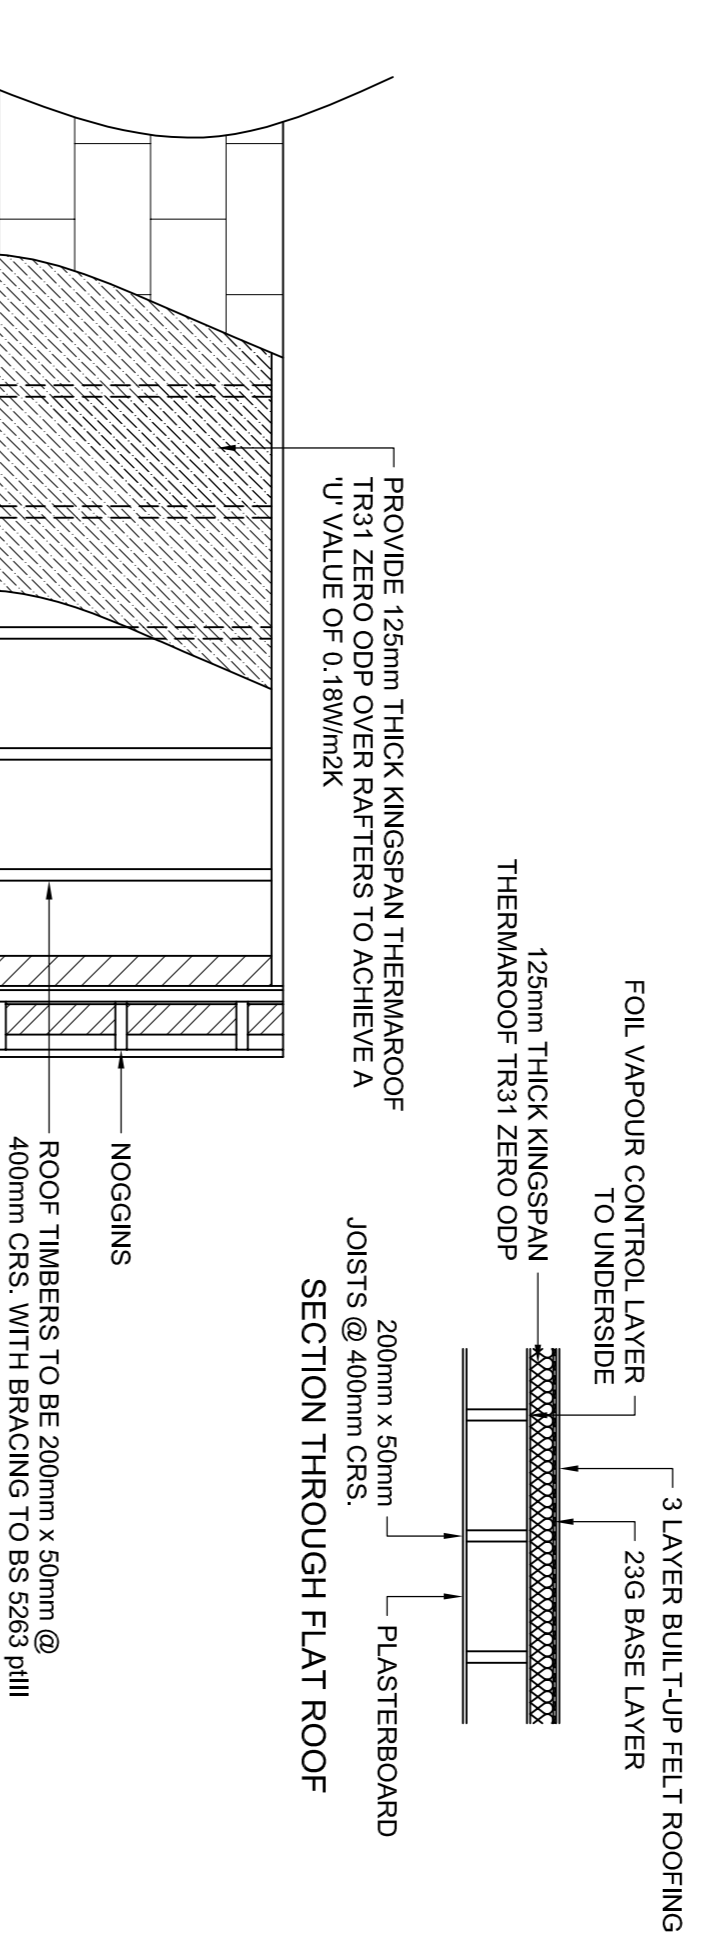 3 LAYER BUILT-UP FELT ROOFING
23G BASE LAYER
FOIL VAPOUR CONTROL LAYER
TO UNDERSIDE
125mm THICK KINGSPAN
THERMAROOF TR31 ZERO ODP
200mm x 50mm
JOISTS @ 400mm CRS.
PLASTERBOARD
SECTION THROUGH FLAT ROOF
PROVIDE 125mm THICK KINGSPAN THERMAROOF
TR31 ZERO ODP OVER RAFTERS TO ACHIEVE A
'U' VALUE OF 0.18W/m2K
NOGGINS
ROOF TIMBERS TO BE 200mm x 50mm @
400mm CRS. WITH BRACING TO BS 5263 ptIII